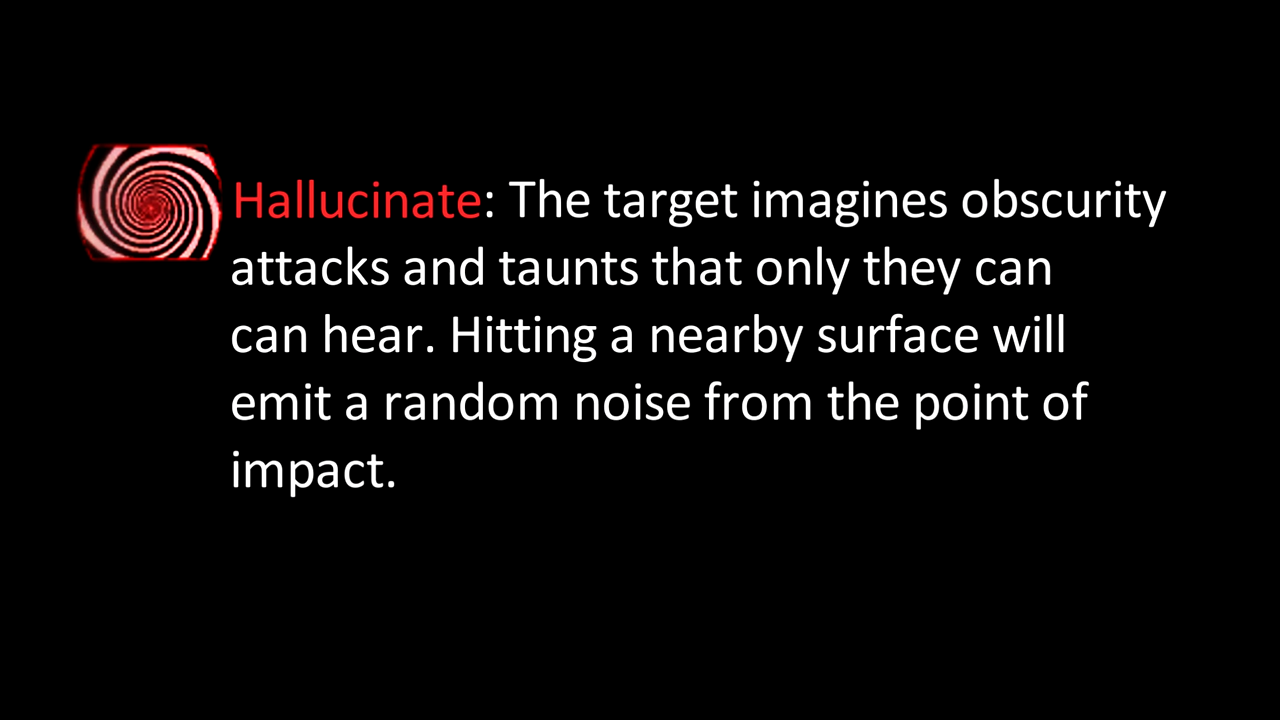 Hallucinate: The target imagines obscurity
attacks and taunts that only they can
can hear. Hitting a nearby surface will
emit a random noise from the point of
impact.